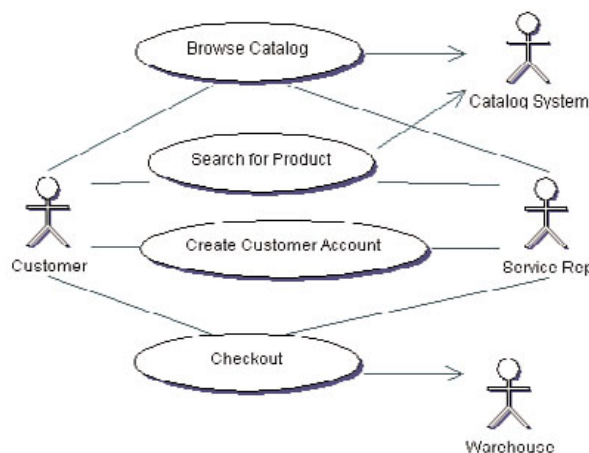 Browse Catalog
Catalog System
Search for Product
Create Customer Account
Customer
Service Rep
Checkout
Warehouse